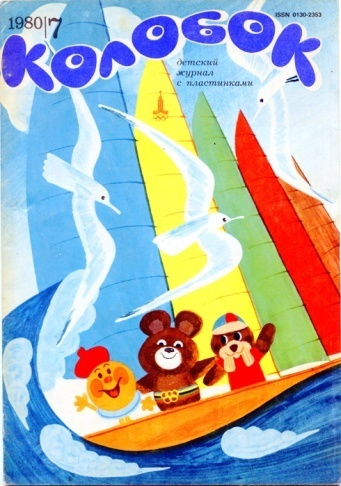 1980/7
ISSN 0130-2353
КОЛОБОК
детский
журнал
с пластинками